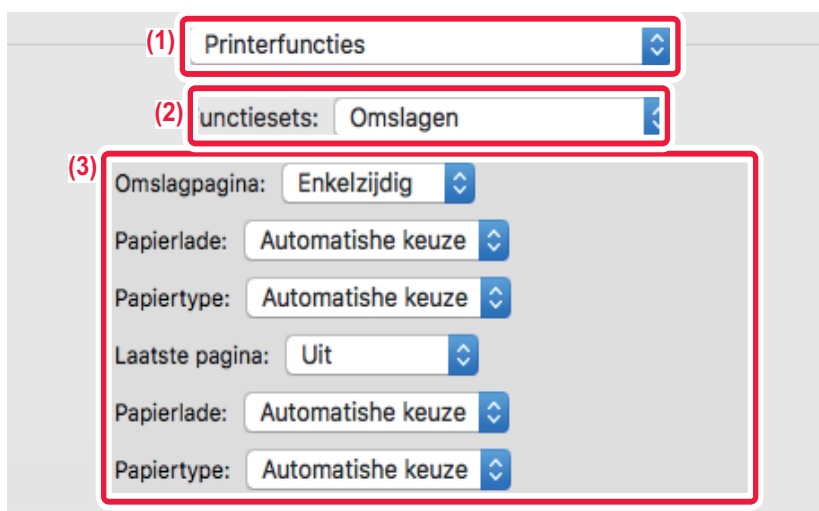 (1) Printerfuncties
(2) unctiesets: Omslagen
(3)
Omslagpagina: Enkelzijdig
Papierlade: Automatishe keuze
Papiertype: Automatishe keuze
Laatste pagina: Uit
Papierlade: Automatishe keuze
Papiertype: Automatishe keuze